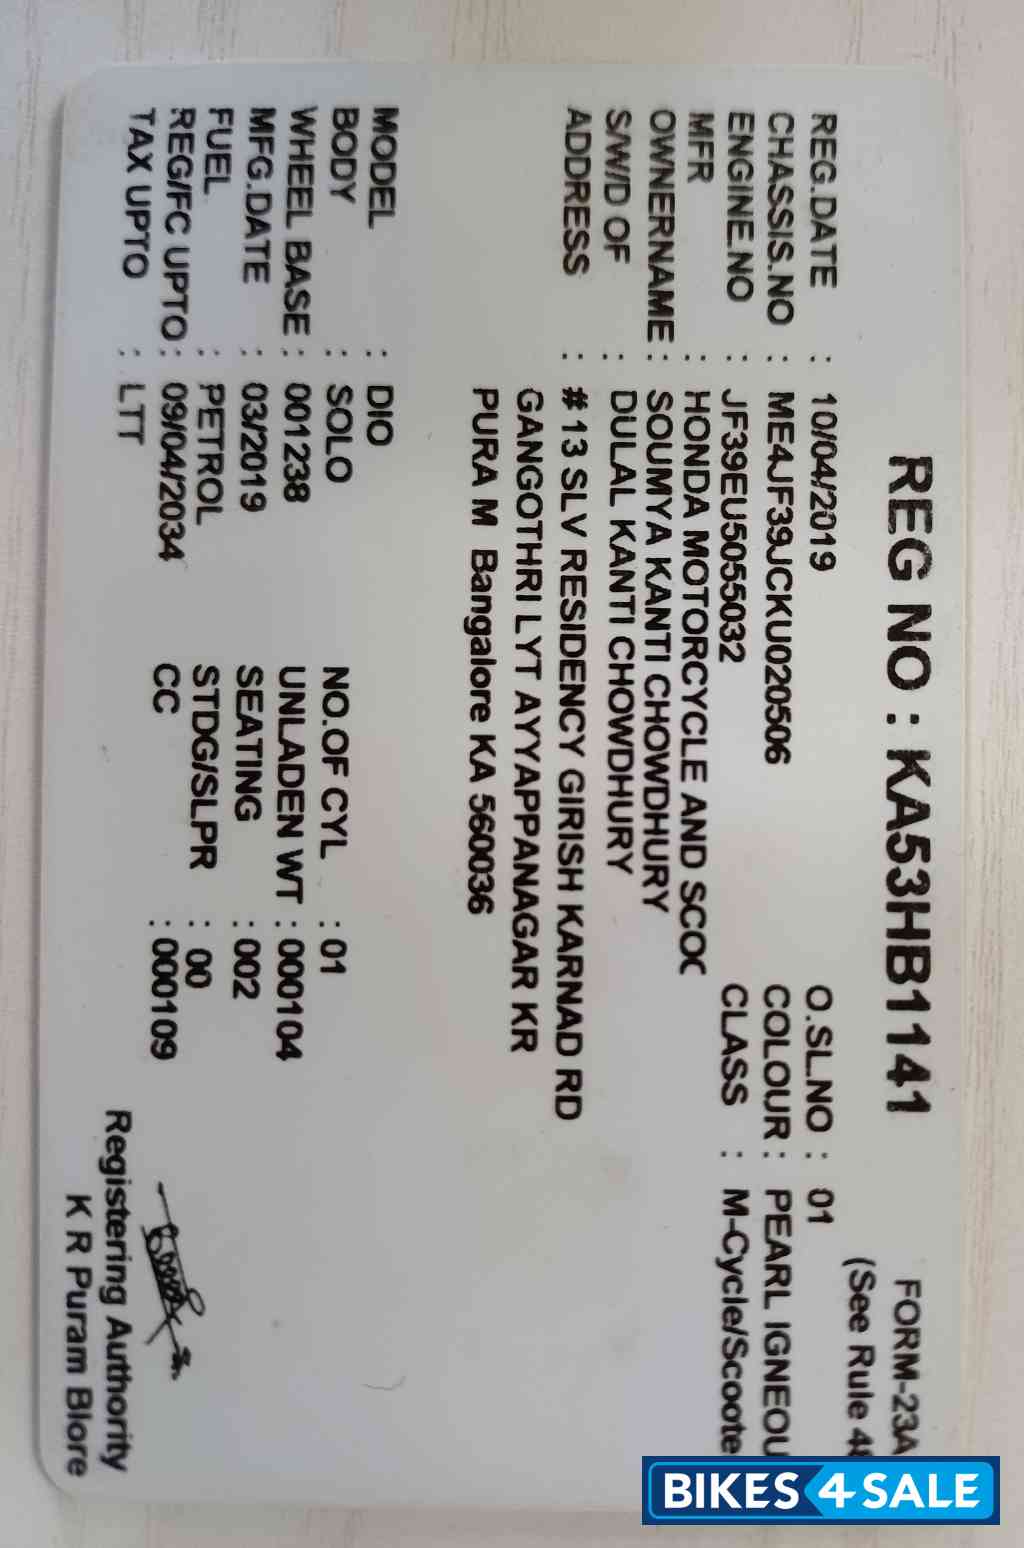 FORM-23A
(See Rule 48
REG NO : KA53HB1141
REG.DATE : 10/04/2019 O.SL.NO : 01
CHASSIS.NO : ME4JF39JCKU020506 COLOUR : PEARL IGNEOU
ENGINE.NO : JF39EU5055032 CLASS : M-Cycle/Scoote
MFR : HONDA MOTORCYCLE AND SCOO
OWNERNAME : SOUMYA KANTI CHOWDHURY
S/W/D OF : DULAL KANTI CHOWDHURY
ADDRESS : # 13 SLV RESIDENCY GIRISH KARNAD RD
GANGOTHRI LYT AYYAPPANAGAR KR
PURA M Bangalore KA 560036
MODEL : DIO
BODY : SOLO NO.OF CYL : 01
WHEEL BASE : 001238 UNLADEN WT : 000104
MFG.DATE : 03/2019 SEATING : 002
FUEL : PETROL STDG/SLPR : 00
REG/FC UPTO : 09/04/2034 CC : 000109
TAX UPTO : LTT
Registering Authority
K R Puram Blore
BIKES4SALE